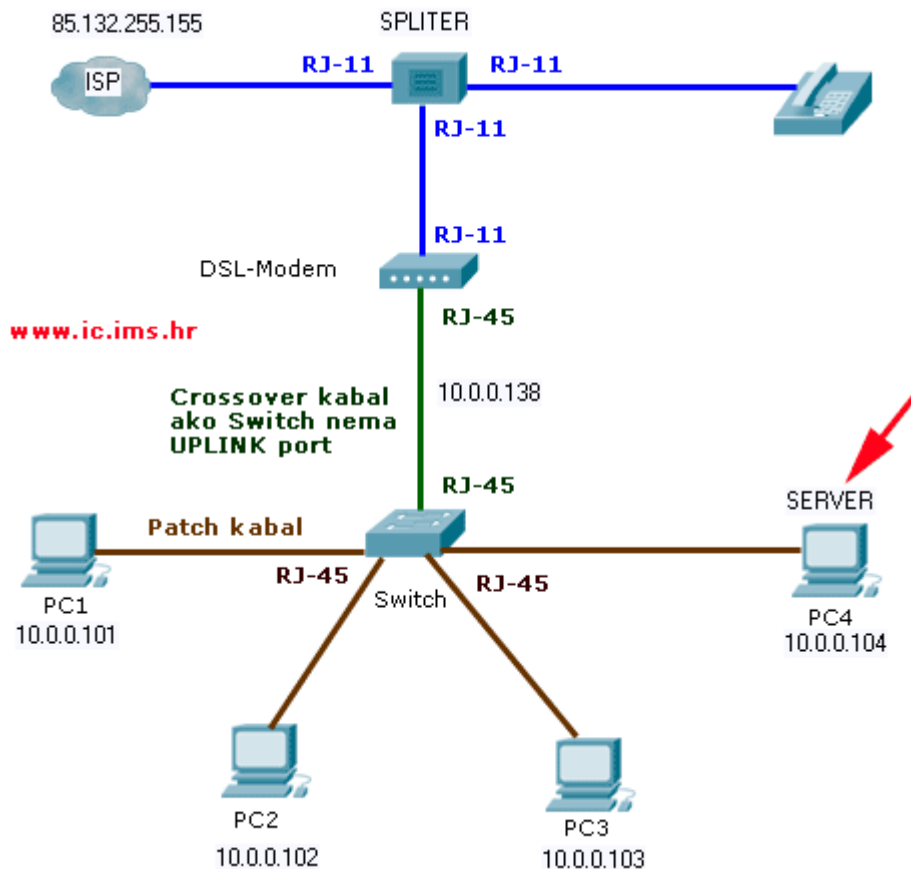 85.132.255.155
SPLITER
ISP
RJ-11
RJ-11
RJ-11
RJ-11
DSL-Modem
RJ-45
www.ic.ims.hr
10.0.0.138
Crossover kabal
ako Switch nema
UPLINK port
RJ-45
SERVER
Patch kabal
RJ-45
RJ-45
Switch
PC1
10.0.0.101
PC4
10.0.0.104
PC2
10.0.0.102
PC3
10.0.0.103